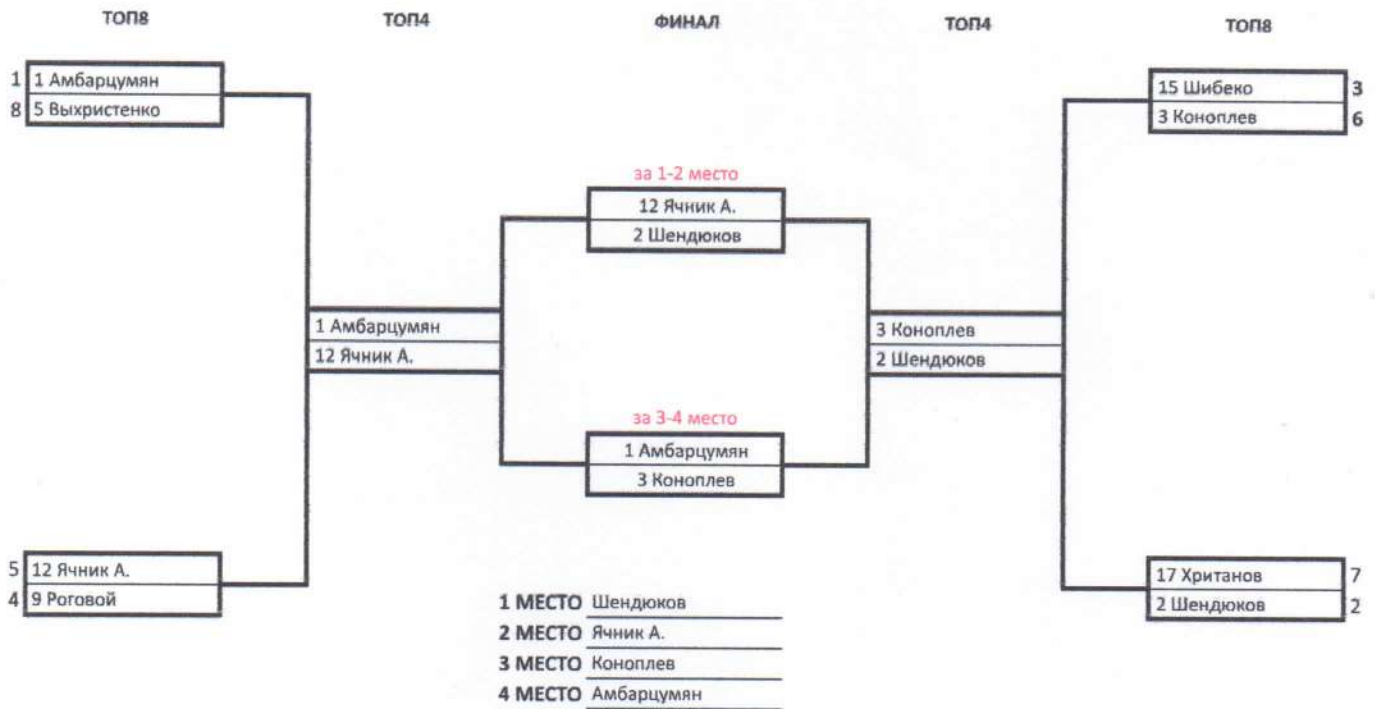 ТОП8 ТОП4 ФИНАЛ ТОП4 ТОП8
1 1 Амбарцумян
8 5 Выхристенко
15 Шибеко 3
3 Коноплев 6
за 1-2 место
12 Ячник А.
2 Шендюков
1 Амбарцумян
12 Ячник А.
3 Коноплев
2 Шендюков
за 3-4 место
1 Амбарцумян
3 Коноплев
5 12 Ячник А.
4 9 Роговой
17 Хританов 7
2 Шендюков 2
1 МЕСТО Шендюков
2 МЕСТО Ячник А.
3 МЕСТО Коноплев
4 МЕСТО Амбарцумян